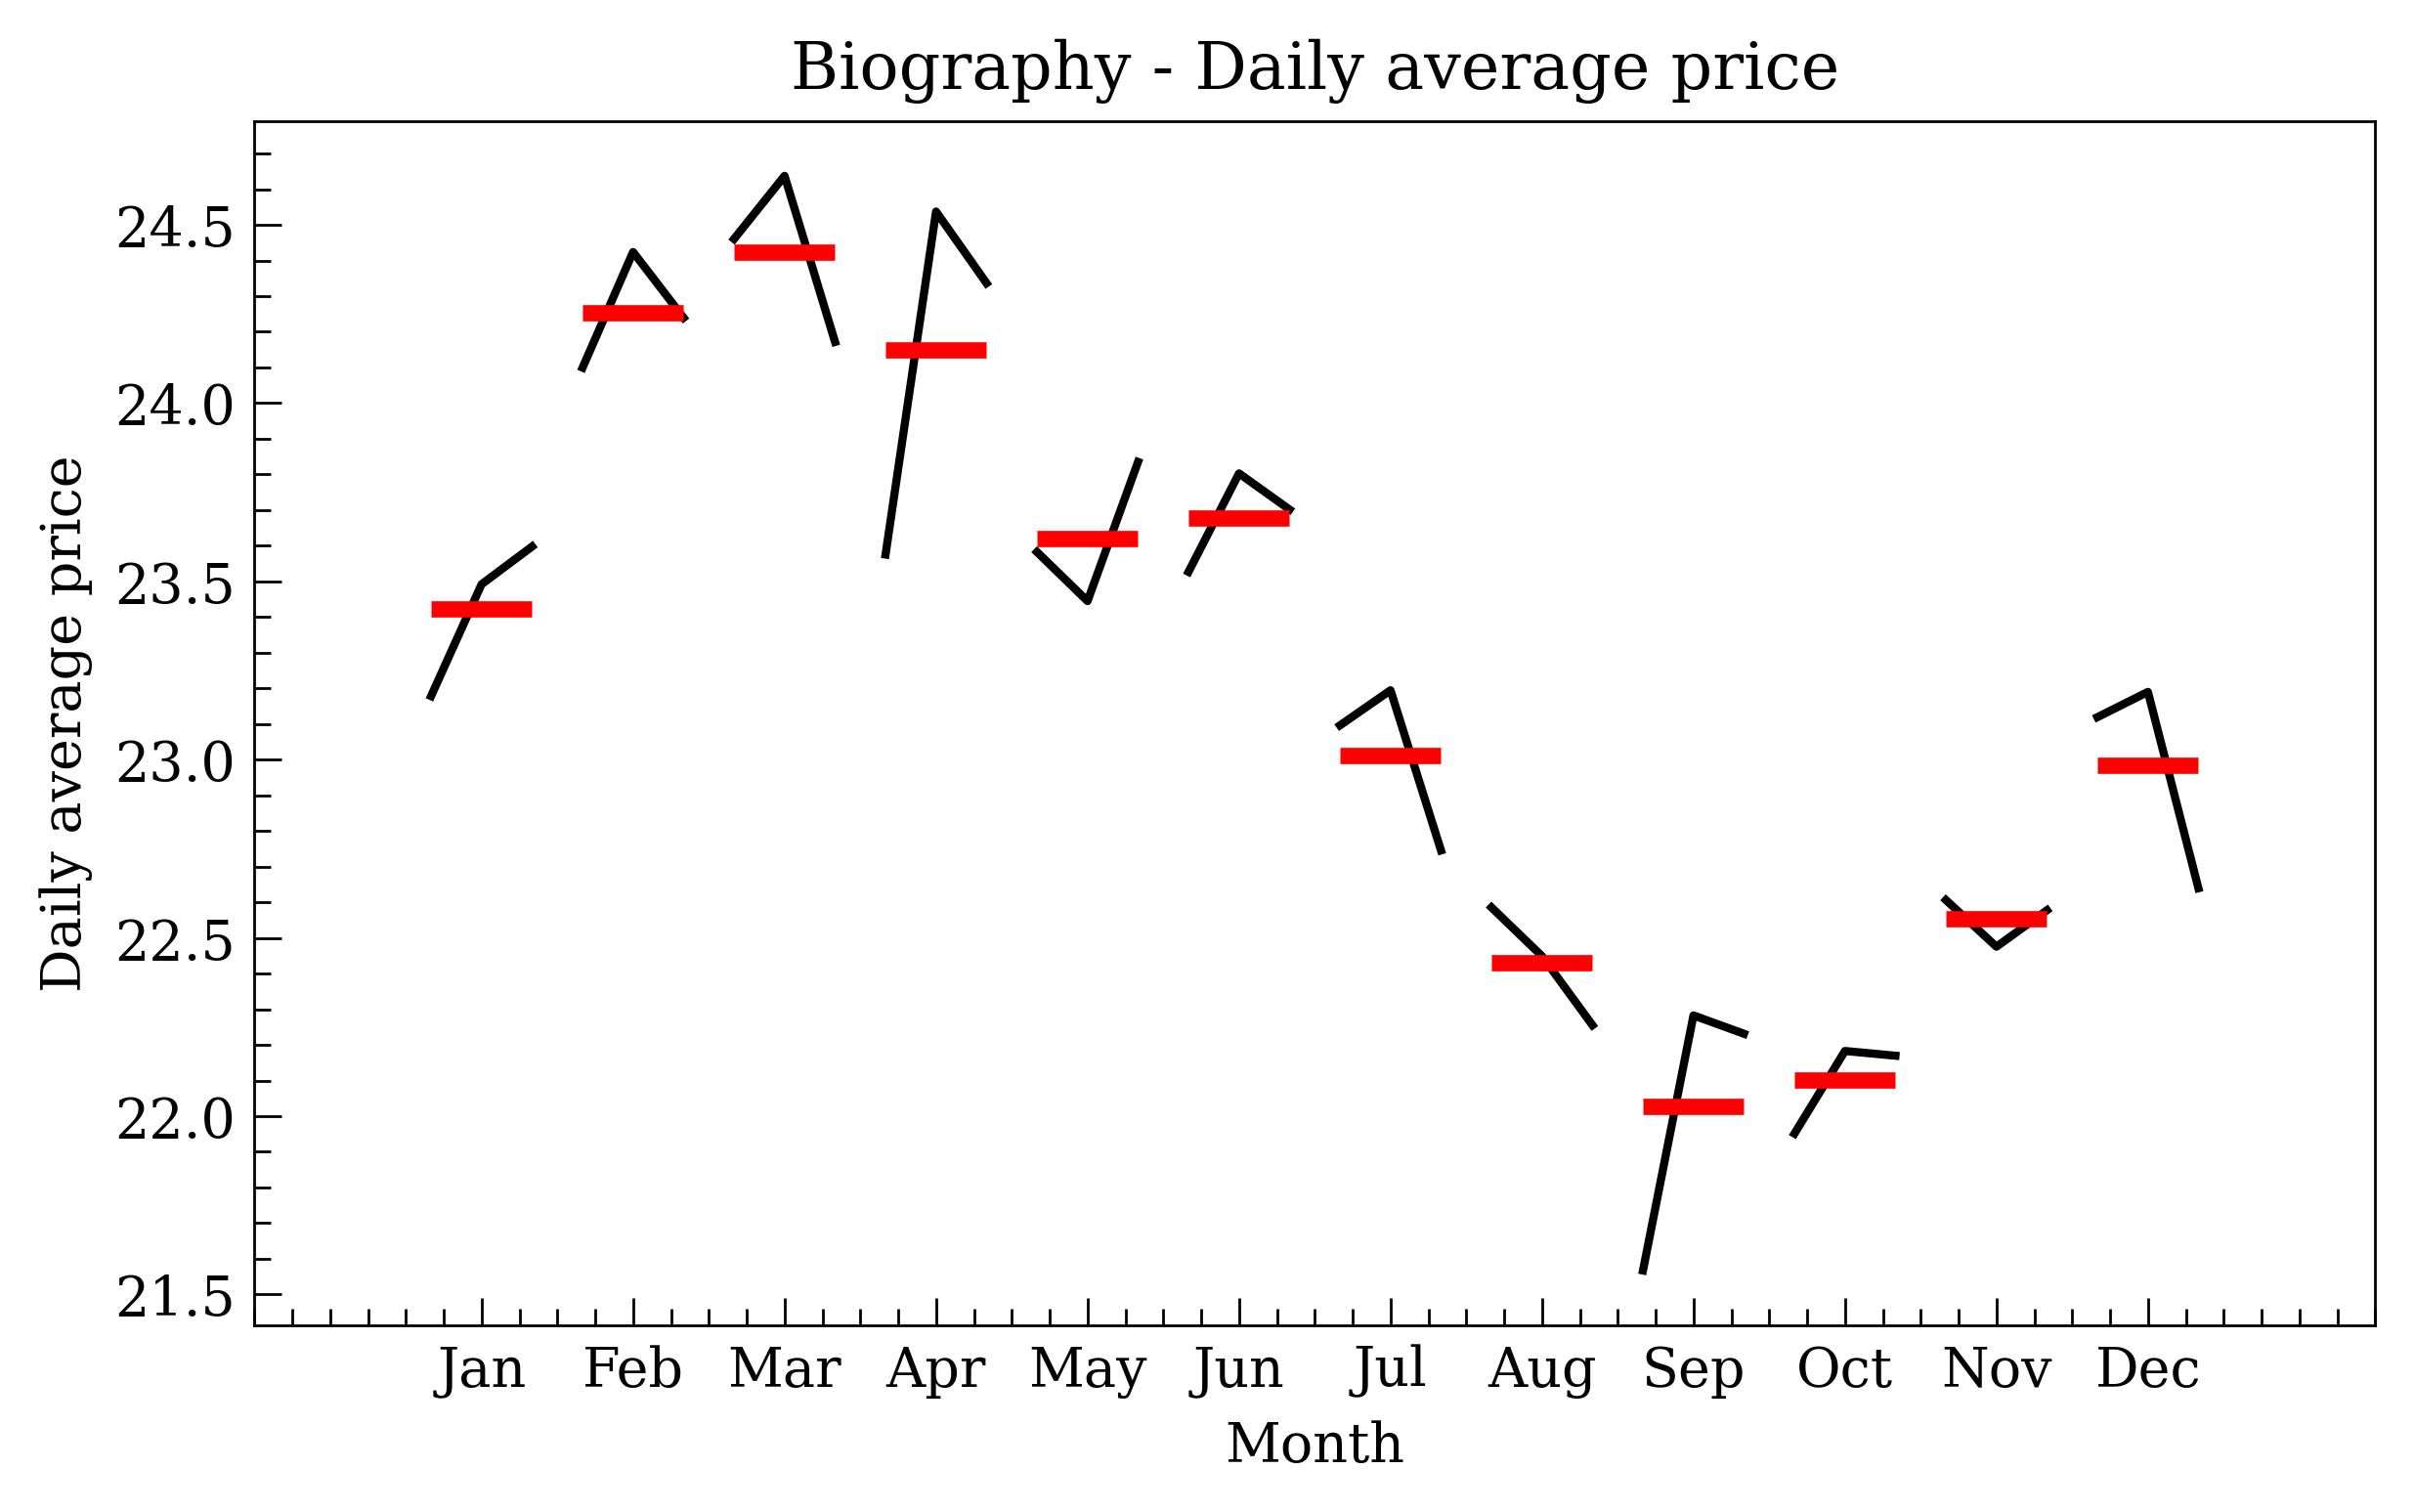 Biography - Daily average price
Daily average price
24.5
24.0
23.5
23.0
22.5
22.0
21.5
Jan Feb Mar Apr May Jun Jul Aug Sep Oct Nov Dec
Month